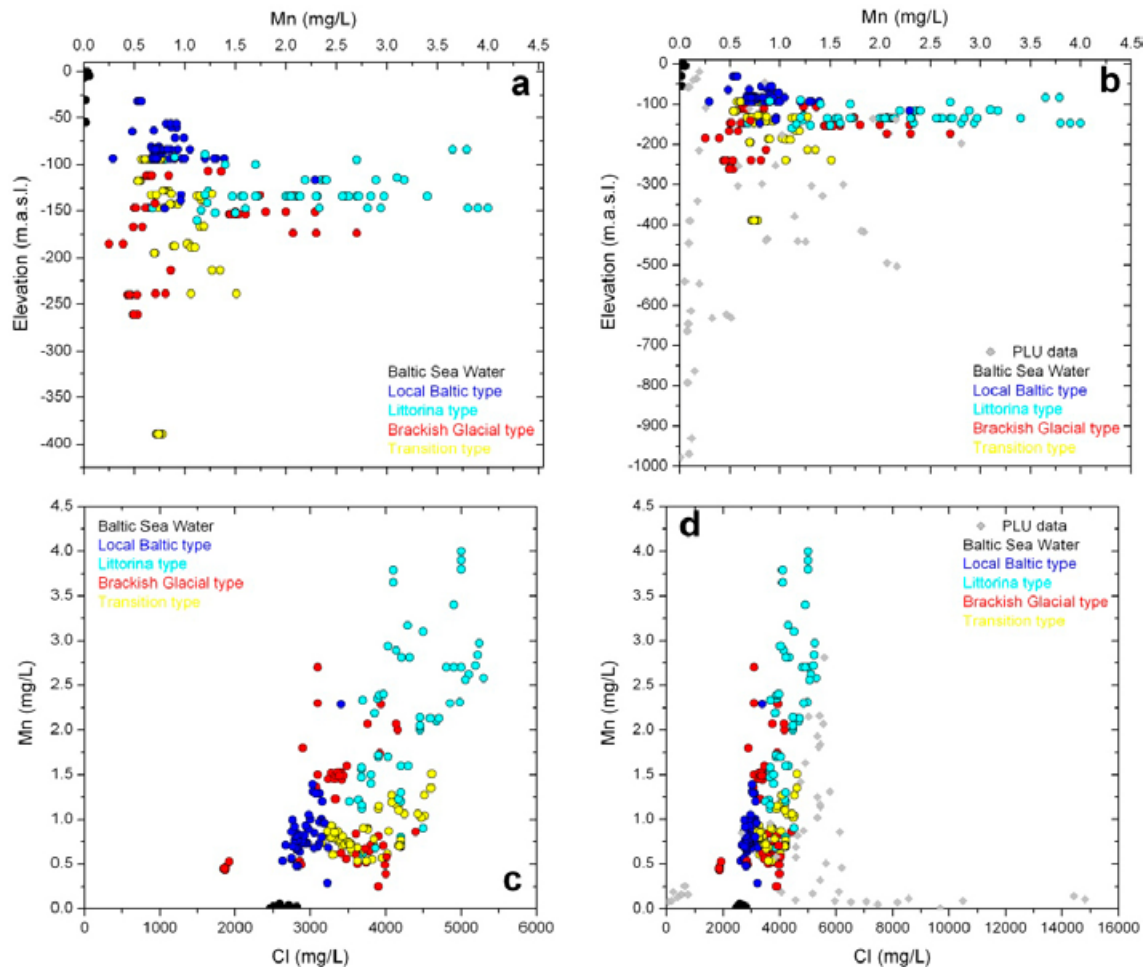 Mn (mg/L)
0.0 0.5 1.0 1.5 2.0 2.5 3.0 3.5 4.0 4.5
a
0
-50
-100
-150
-200
-250
-300
-350
-400
Elevation (m.a.s.l.)
Baltic Sea Water
Local Baltic type
Littorina type
Brackish Glacial type
Transition type
Mn (mg/L)
0.0 0.5 1.0 1.5 2.0 2.5 3.0 3.5 4.0 4.5
b
0
-100
-200
-300
-400
-500
-600
-700
-800
-900
-1000
Elevation (m.a.s.l.)
PLU data
Baltic Sea Water
Local Baltic type
Littorina type
Brackish Glacial type
Transition type
4.5
4.0
3.5
3.0
2.5
2.0
1.5
1.0
0.5
0.0
Mn (mg/L)
Baltic Sea Water
Local Baltic type
Littorina type
Brackish Glacial type
Transition type
c
0 1000 2000 3000 4000 5000 6000
Cl (mg/L)
4.5
4.0
3.5
3.0
2.5
2.0
1.5
1.0
0.5
0.0
Mn (mg/L)
d
PLU data
Baltic Sea Water
Local Baltic type
Littorina type
Brackish Glacial type
Transition type
0 2000 4000 6000 8000 10000 12000 14000 16000
Cl (mg/L)